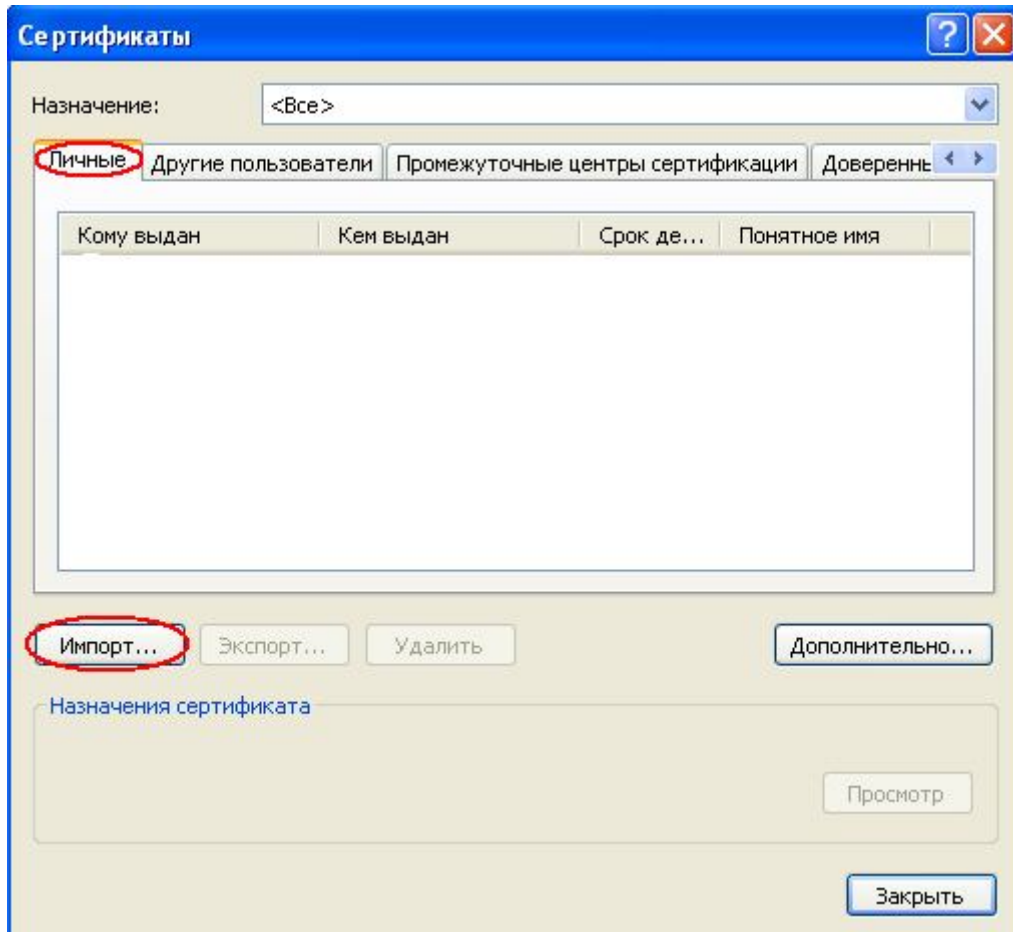 Сертификаты
Назначение: <Все>
Личные Другие пользователи Промежуточные центры сертификации Доверенны
Кому выдан Кем выдан Срок де... Понятное имя
Импорт... Экспорт... Удалить Дополнительно...
Назначения сертификата
Просмотр
Закрыть